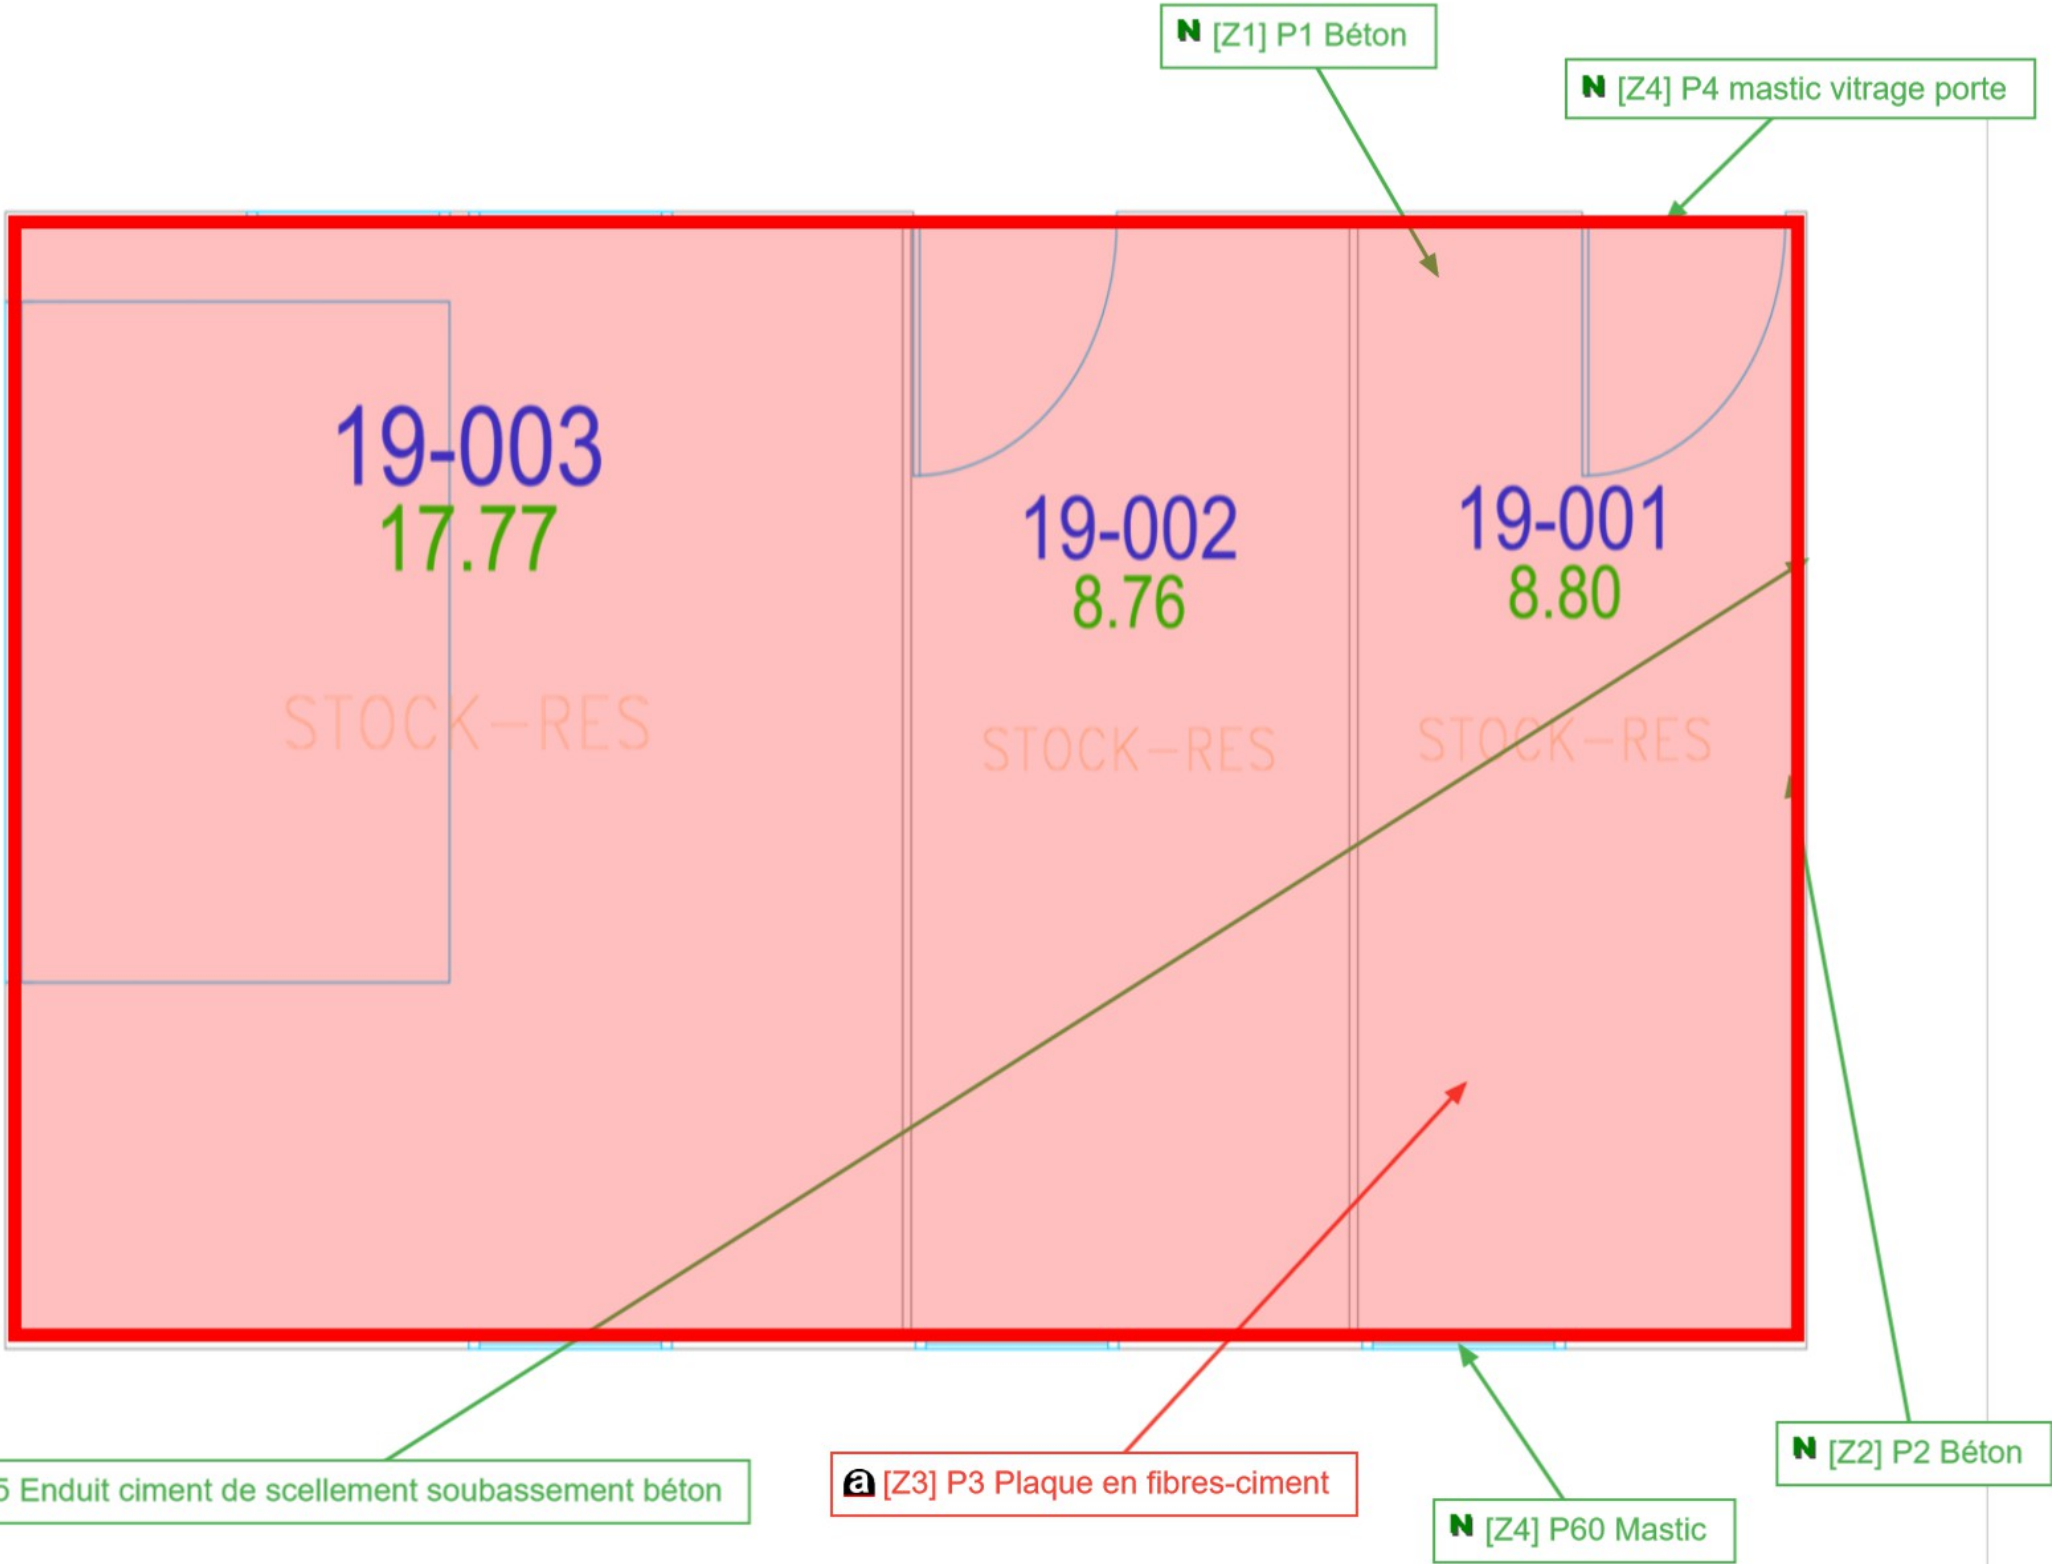 N [Z1] P1 Béton
N [Z4] P4 mastic vitrage porte
19-003
17.77
19-002
8.76
19-001
8.80
STOCK-RES
STOCK-RES
STOCK-RES
5 Enduit ciment de scellement soubassement béton
a [Z3] P3 Plaque en fibres-ciment
N [Z4] P60 Mastic
N [Z2] P2 Béton